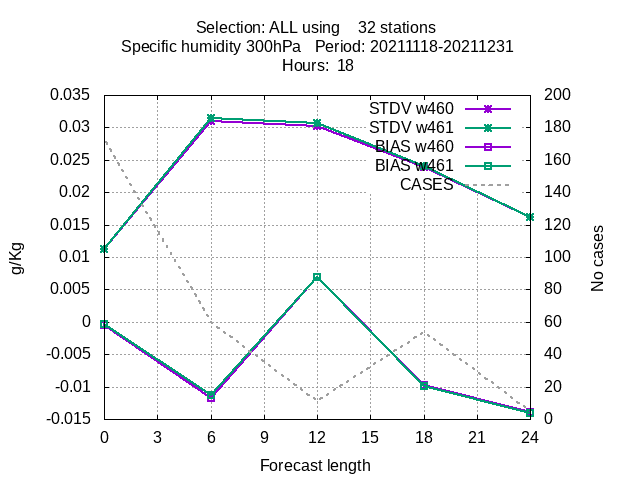 Selection: ALL using    32 stations
Specific humidity 300hPa   Period: 20211118-20211231
Hours:  18
STDV w460
STDV w461
BIAS w460
BIAS w461
CASES
0.035
0.03
0.025
0.02
0.015
0.01
0.005
0
-0.005
-0.01
-0.015
g/Kg
200
180
160
140
120
100
80
60
40
20
0
No cases
0 3 6 9 12 15 18 21 24
Forecast length